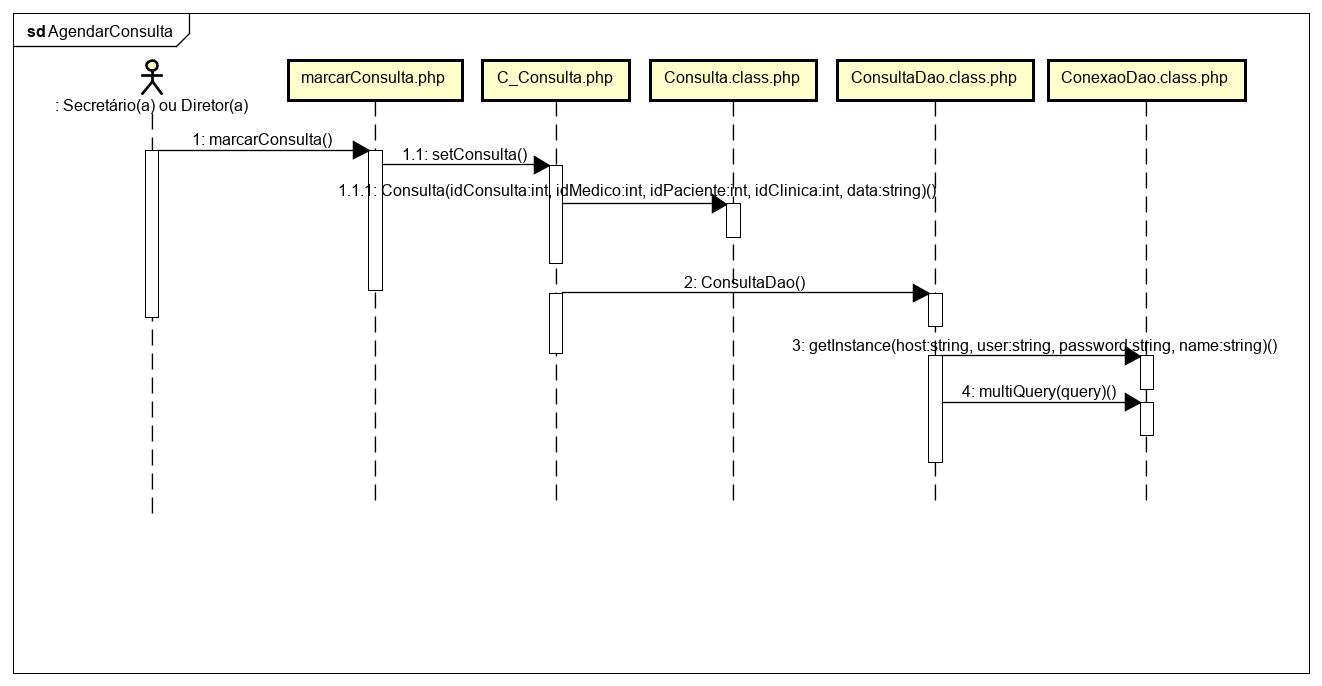 sd AgendarConsulta
: Secretário(a) ou Diretor(a)
marcarConsulta.php
C_Consulta.php
Consulta.class.php
ConsultaDao.class.php
ConexaoDao.class.php
1: marcarConsulta()
1.1: setConsulta()
1.1.1: Consulta(idConsulta:int, idMedico:int, idPaciente:int, idClinica:int, data:string)()
2: ConsultaDao()
3: getInstance(host:string, user:string, password:string, name:string)()
4: multiQuery(query)()